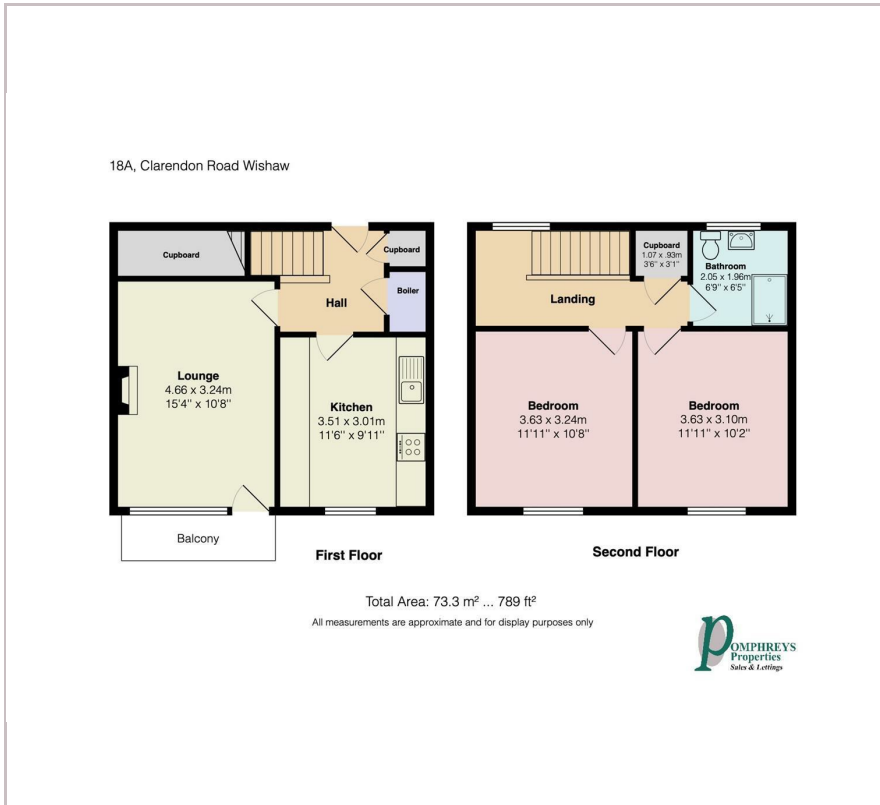 18A, Clarendon Road Wishaw
Cupboard
Cupboard
Boiler
Hall
Lounge
4.66 x 3.24m
15'4" x 10'8"
Kitchen
3.51 x 3.01m
11'6" x 9'11"
Balcony
First Floor
Cupboard
1.07 x .93m
3'6" x 3'1"
Bathroom
2.05 x 1.96m
6'9" x 6'5"
Landing
Bedroom
3.63 x 3.24m
11'11" x 10'8"
Bedroom
3.63 x 3.10m
11'11" x 10'2"
Second Floor
Total Area: 73.3 m² ... 789 ft²
All measurements are approximate and for display purposes only
POMPHREYS
Properties
Sales & Lettings